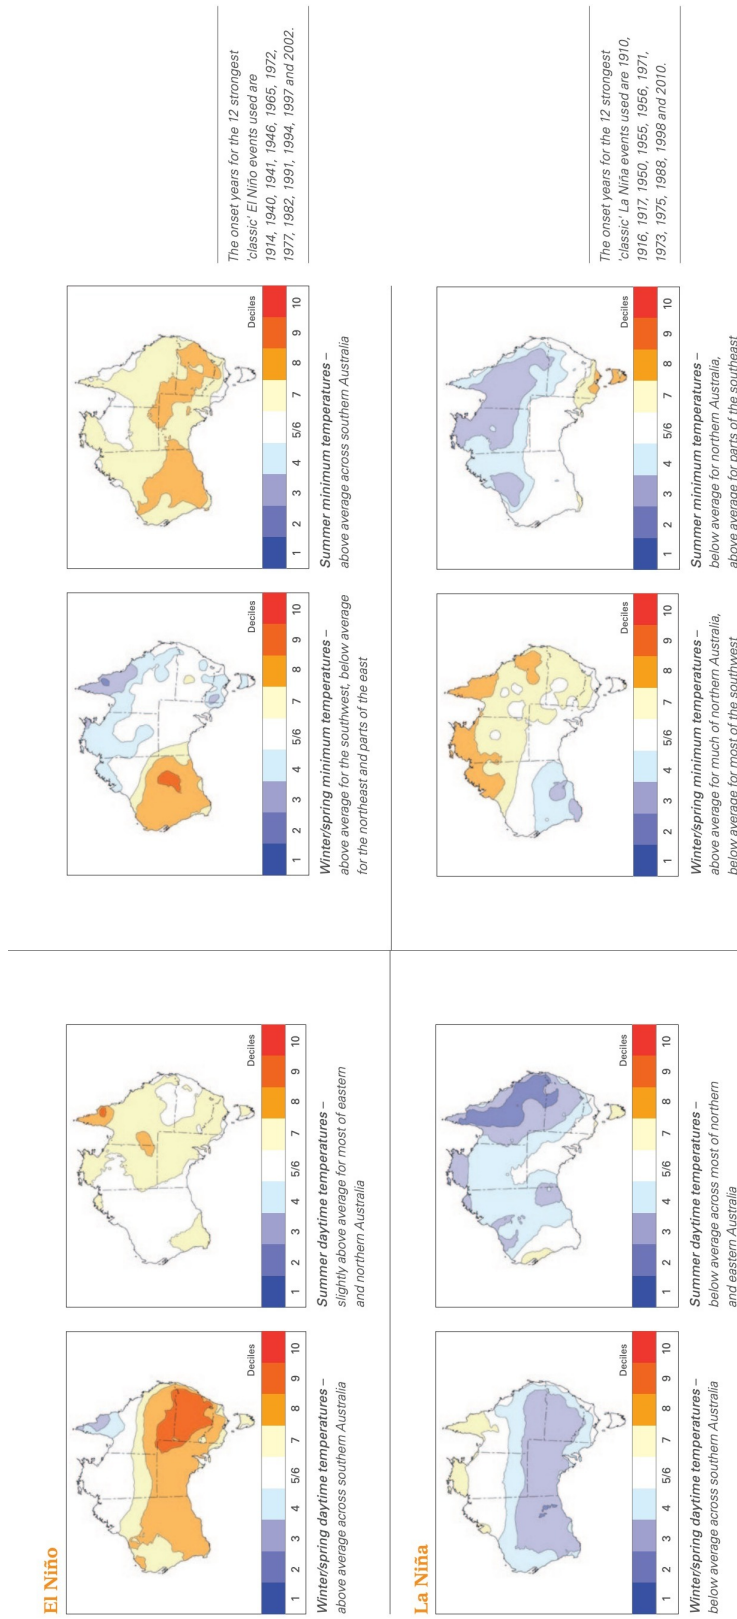 El Niño
Deciles
1 2 3 4 5/6 7 8 9 10
Winter/spring daytime temperatures –
above average across southern Australia
Deciles
1 2 3 4 5/6 7 8 9 10
Summer daytime temperatures –
slightly above average for most of eastern
and northern Australia
Deciles
1 2 3 4 5/6 7 8 9 10
Winter/spring minimum temperatures –
above average for the southwest, below average
for the northeast and parts of the east
Deciles
1 2 3 4 5/6 7 8 9 10
Summer minimum temperatures –
above average across southern Australia
The onset years for the 12 strongest
'classic' El Niño events used are
1914, 1940, 1941, 1946, 1965, 1972,
1977, 1982, 1991, 1994, 1997 and 2002.
La Niña
Deciles
1 2 3 4 5/6 7 8 9 10
Winter/spring daytime temperatures –
below average across southern Australia
Deciles
1 2 3 4 5/6 7 8 9 10
Summer daytime temperatures –
below average across most of northern
and eastern Australia
Deciles
1 2 3 4 5/6 7 8 9 10
Winter/spring minimum temperatures –
above average for much of northern Australia,
below average for most of the southwest
Deciles
1 2 3 4 5/6 7 8 9 10
Summer minimum temperatures –
below average for northern Australia,
above average for parts of the southeast
The onset years for the 12 strongest
'classic' La Niña events used are 1910,
1916, 1917, 1950, 1955, 1956, 1971,
1973, 1975, 1988, 1998 and 2010.